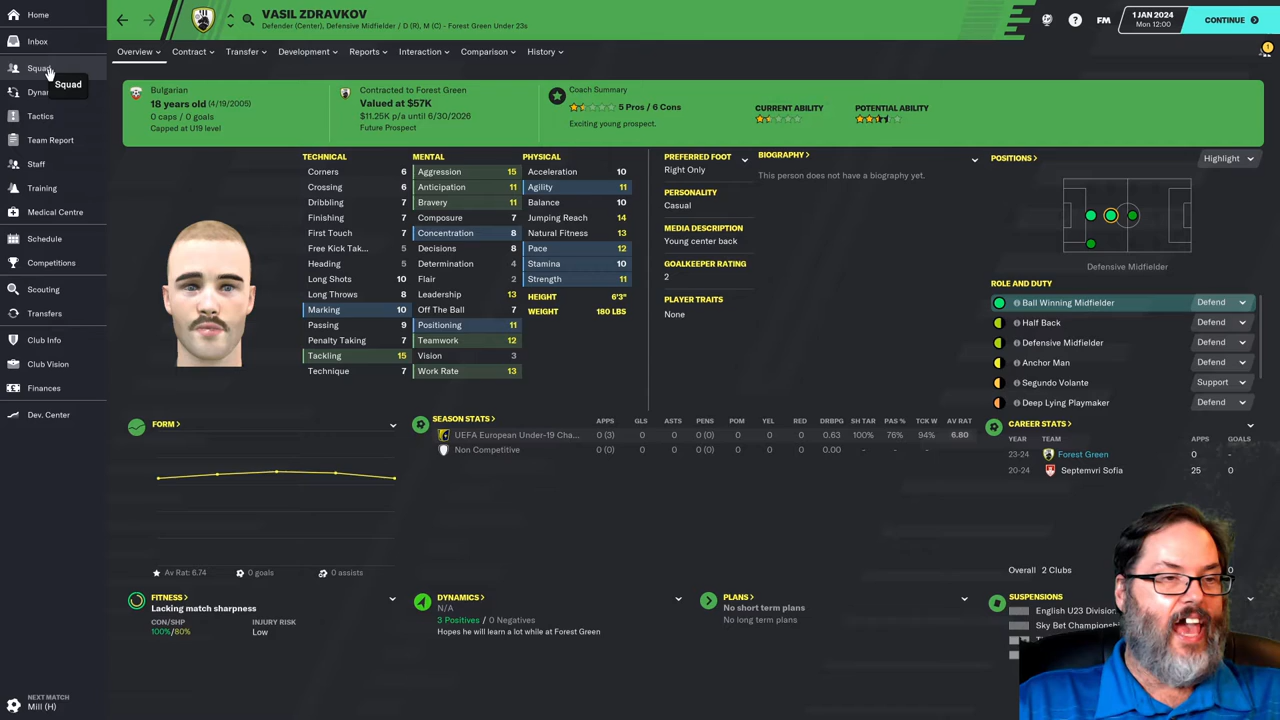 Home
Inbox
Squad
Squad
Tactics
Team Report
Staff
Training
Medical Centre
Schedule
Competitions
Scouting
Transfers
Club Info
Club Vision
Finances
Dev. Center
NEXT MATCH
Mill (H)
VASIL ZDRAVKOV
Defender (Center), Defensive Midfielder / D (R), M (C) - Forest Green Under 23s
FM
1 JAN 2024
Mon 12:00
CONTINUE
Overview Contract Transfer Development Reports Interaction Comparison History
Bulgarian
18 years old (4/19/2005)
0 caps / 0 goals
Capped at U19 level
Contracted to Forest Green
Valued at $57K
$11.25K p/a until 6/30/2026
Future Prospect
Coach Summary
5 Pros / 6 Cons
Exciting young prospect.
CURRENT ABILITY
POTENTIAL ABILITY
TECHNICAL
Corners 6
Crossing 6
Dribbling 7
Finishing 7
First Touch 7
Free Kick Tak... 5
Heading 5
Long Shots 10
Long Throws 8
Marking 10
Passing 9
Penalty Taking 7
Tackling 15
Technique 7
MENTAL
Aggression 15
Anticipation 11
Bravery 11
Composure 7
Concentration 8
Decisions 8
Determination 4
Flair 2
Leadership 13
Off The Ball 7
Positioning 11
Teamwork 12
Vision 3
Work Rate 13
PHYSICAL
Acceleration 10
Agility 11
Balance 10
Jumping Reach 14
Natural Fitness 13
Pace 12
Stamina 10
Strength 11
HEIGHT 6'3"
WEIGHT 180 LBS
PREFERRED FOOT
Right Only
PERSONALITY
Casual
MEDIA DESCRIPTION
Young center back
GOALKEEPER RATING
2
PLAYER TRAITS
None
BIOGRAPHY
This person does not have a biography yet.
POSITIONS
Highlight
Defensive Midfielder
ROLE AND DUTY
Ball Winning Midfielder Defend
Half Back Defend
Defensive Midfielder Defend
Anchor Man Defend
Segundo Volante Support
Deep Lying Playmaker Defend
FORM
Av Rat: 6.74 0 goals 0 assists
SEASON STATS APPS GLS ASTS PENS POM YEL RED DRBPG SH TAR PAS % TCK W AV RAT
UEFA European Under-19 Cha... 0 (3) 0 0 0 (0) 0 0 0 0.63 100% 76% 94% 6.80
Non Competitive 0 (0) 0 0 0 (0) 0 0 0 0.00 - - - -
CAREER STATS
YEAR TEAM APPS GOALS
23-24 Forest Green 0 -
20-24 Septemvri Sofia 25 0
Overall 2 Clubs 0
FITNESS
Lacking match sharpness
CON/SHP
100%/80%
INJURY RISK
Low
DYNAMICS
N/A
3 Positives / 0 Negatives
Hopes he will learn a lot while at Forest Green
PLANS
No short term plans
No long term plans
SUSPENSIONS
English U23 Division
Sky Bet Championsh